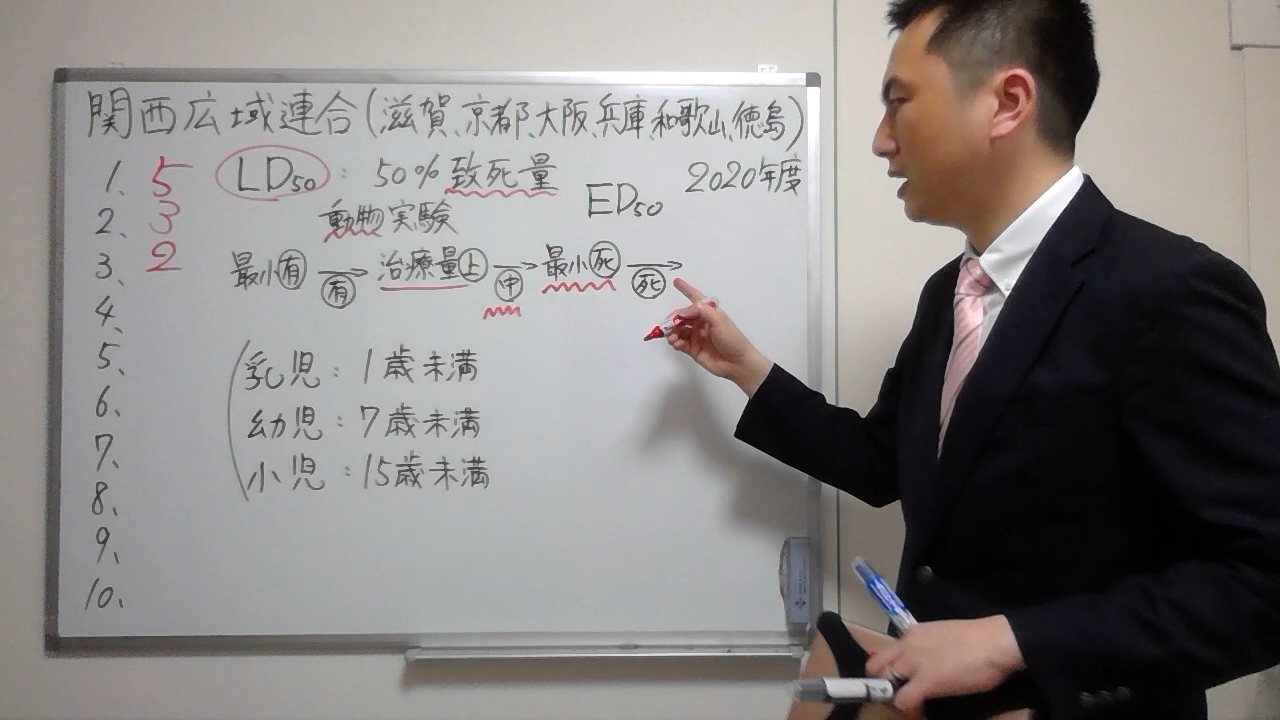 関西広域連合(滋賀、京都、大阪、兵庫、和歌山、徳島)
2020年度
1、5 LD50 : 50%致死量
ED50
2、3 動物実験
3、2 最小有 → 治療量上 → 最小死 →
有 中 死
4、
5、 乳児:1歳未満
6、 幼児:7歳未満
7、 小児:15歳未満
8、
9、
10、